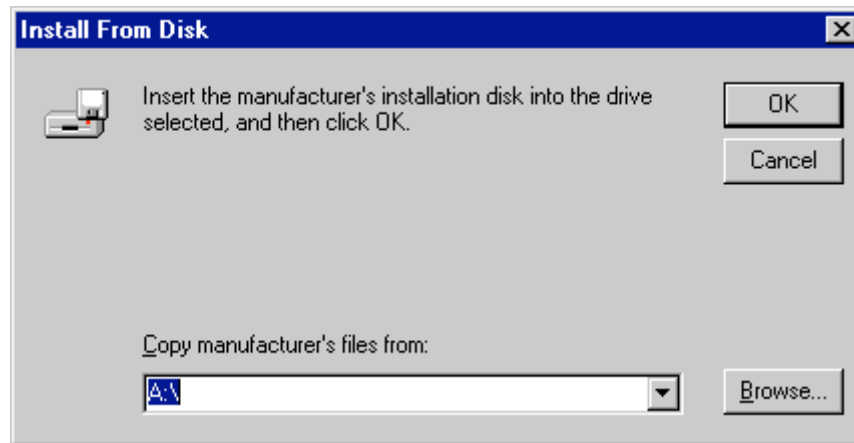 Install From Disk
Insert the manufacturer's installation disk into the drive
selected, and then click OK.
OK
Cancel
Copy manufacturer's files from:
A:\
Browse...